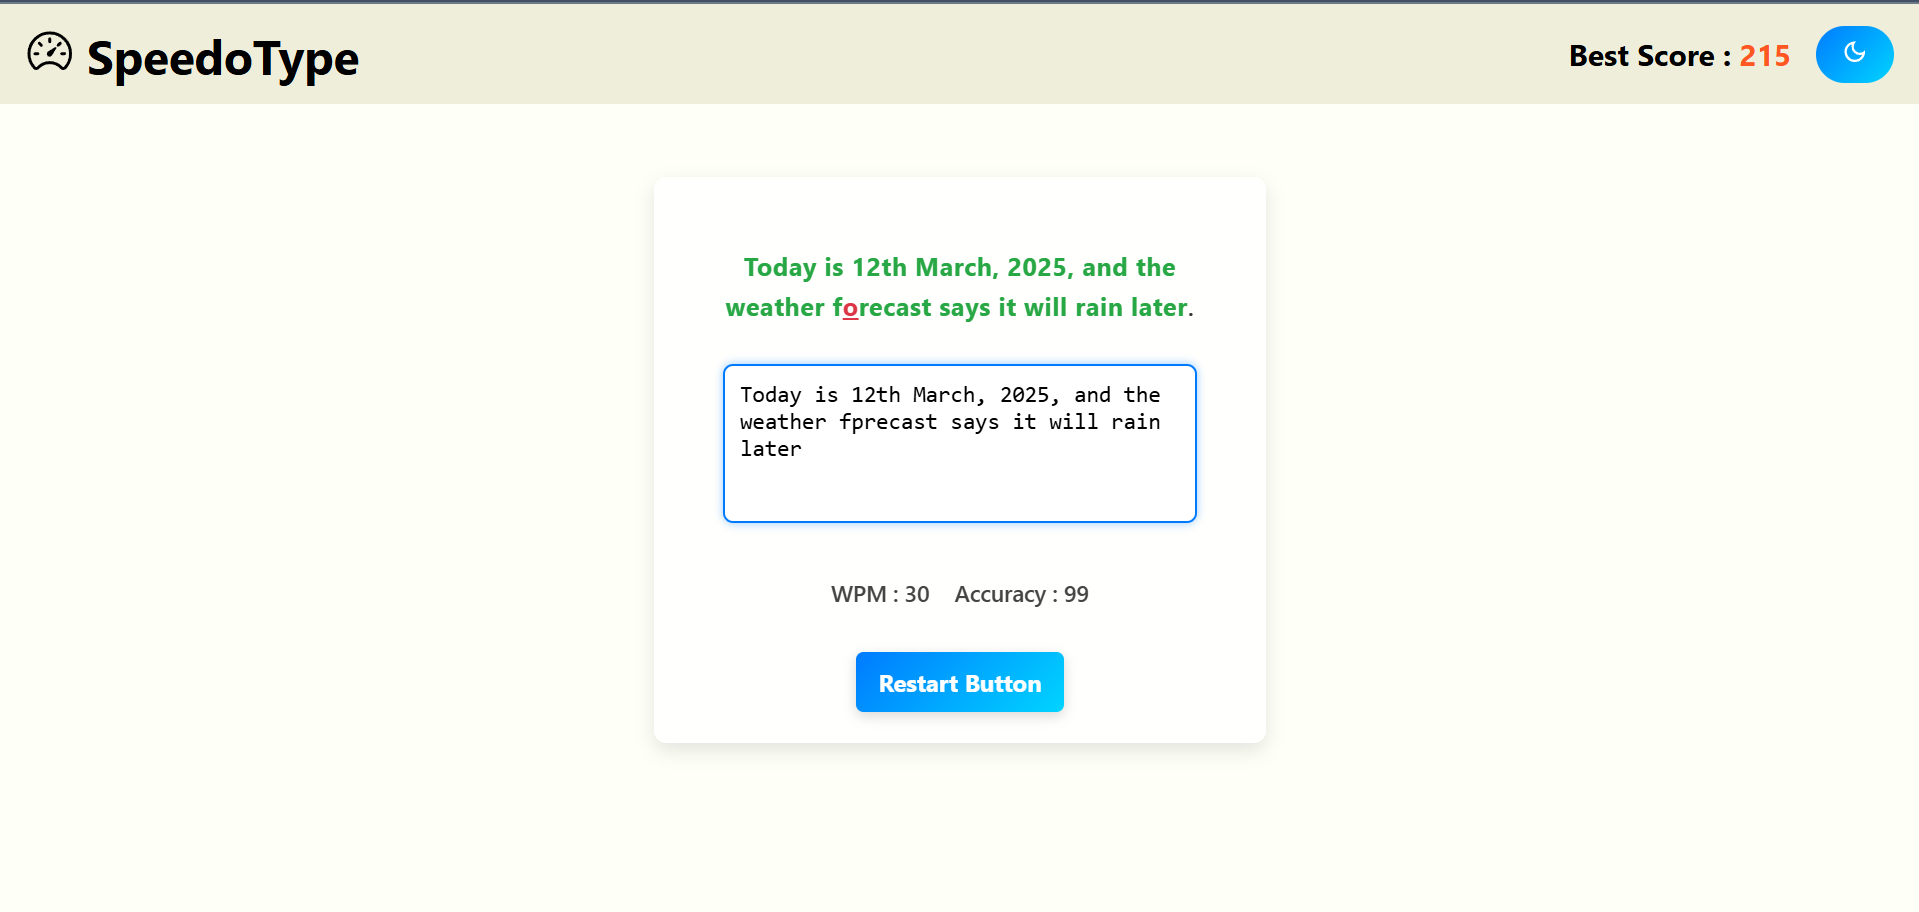 SpeedoType
Best Score : 215
Today is 12th March, 2025, and the
weather forecast says it will rain later.
Today is 12th March, 2025, and the
weather fprecast says it will rain
later
WPM : 30 Accuracy : 99
Restart Button